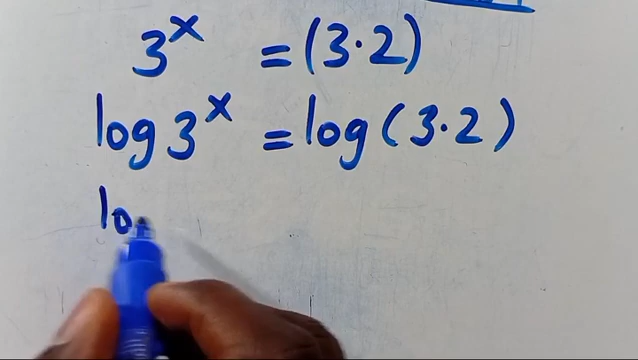 3^x = (3·2)
log 3^x = log (3·2)
lo